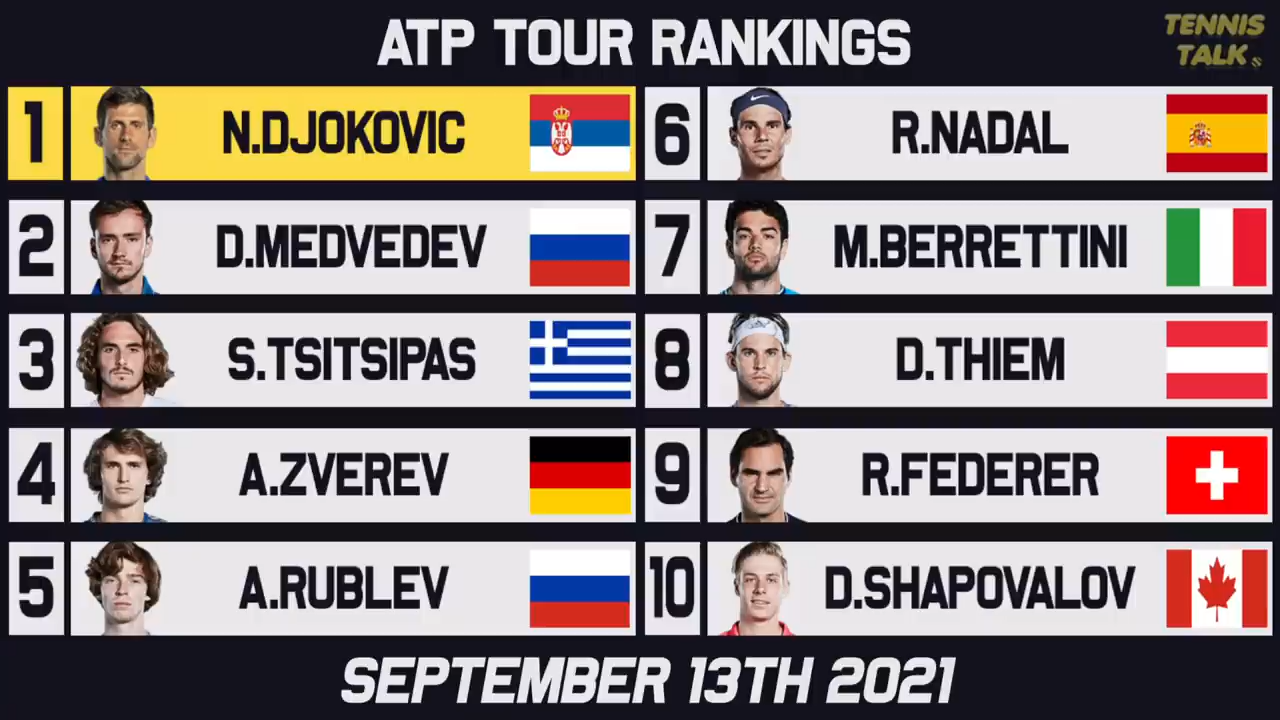 ATP TOUR RANKINGS
TENNIS
TALK
1 N.DJOKOVIC
2 D.MEDVEDEV
3 S.TSITSIPAS
4 A.ZVEREV
5 A.RUBLEV
6 R.NADAL
7 M.BERRETTINI
8 D.THIEM
9 R.FEDERER
10 D.SHAPOVALOV
SEPTEMBER 13TH 2021